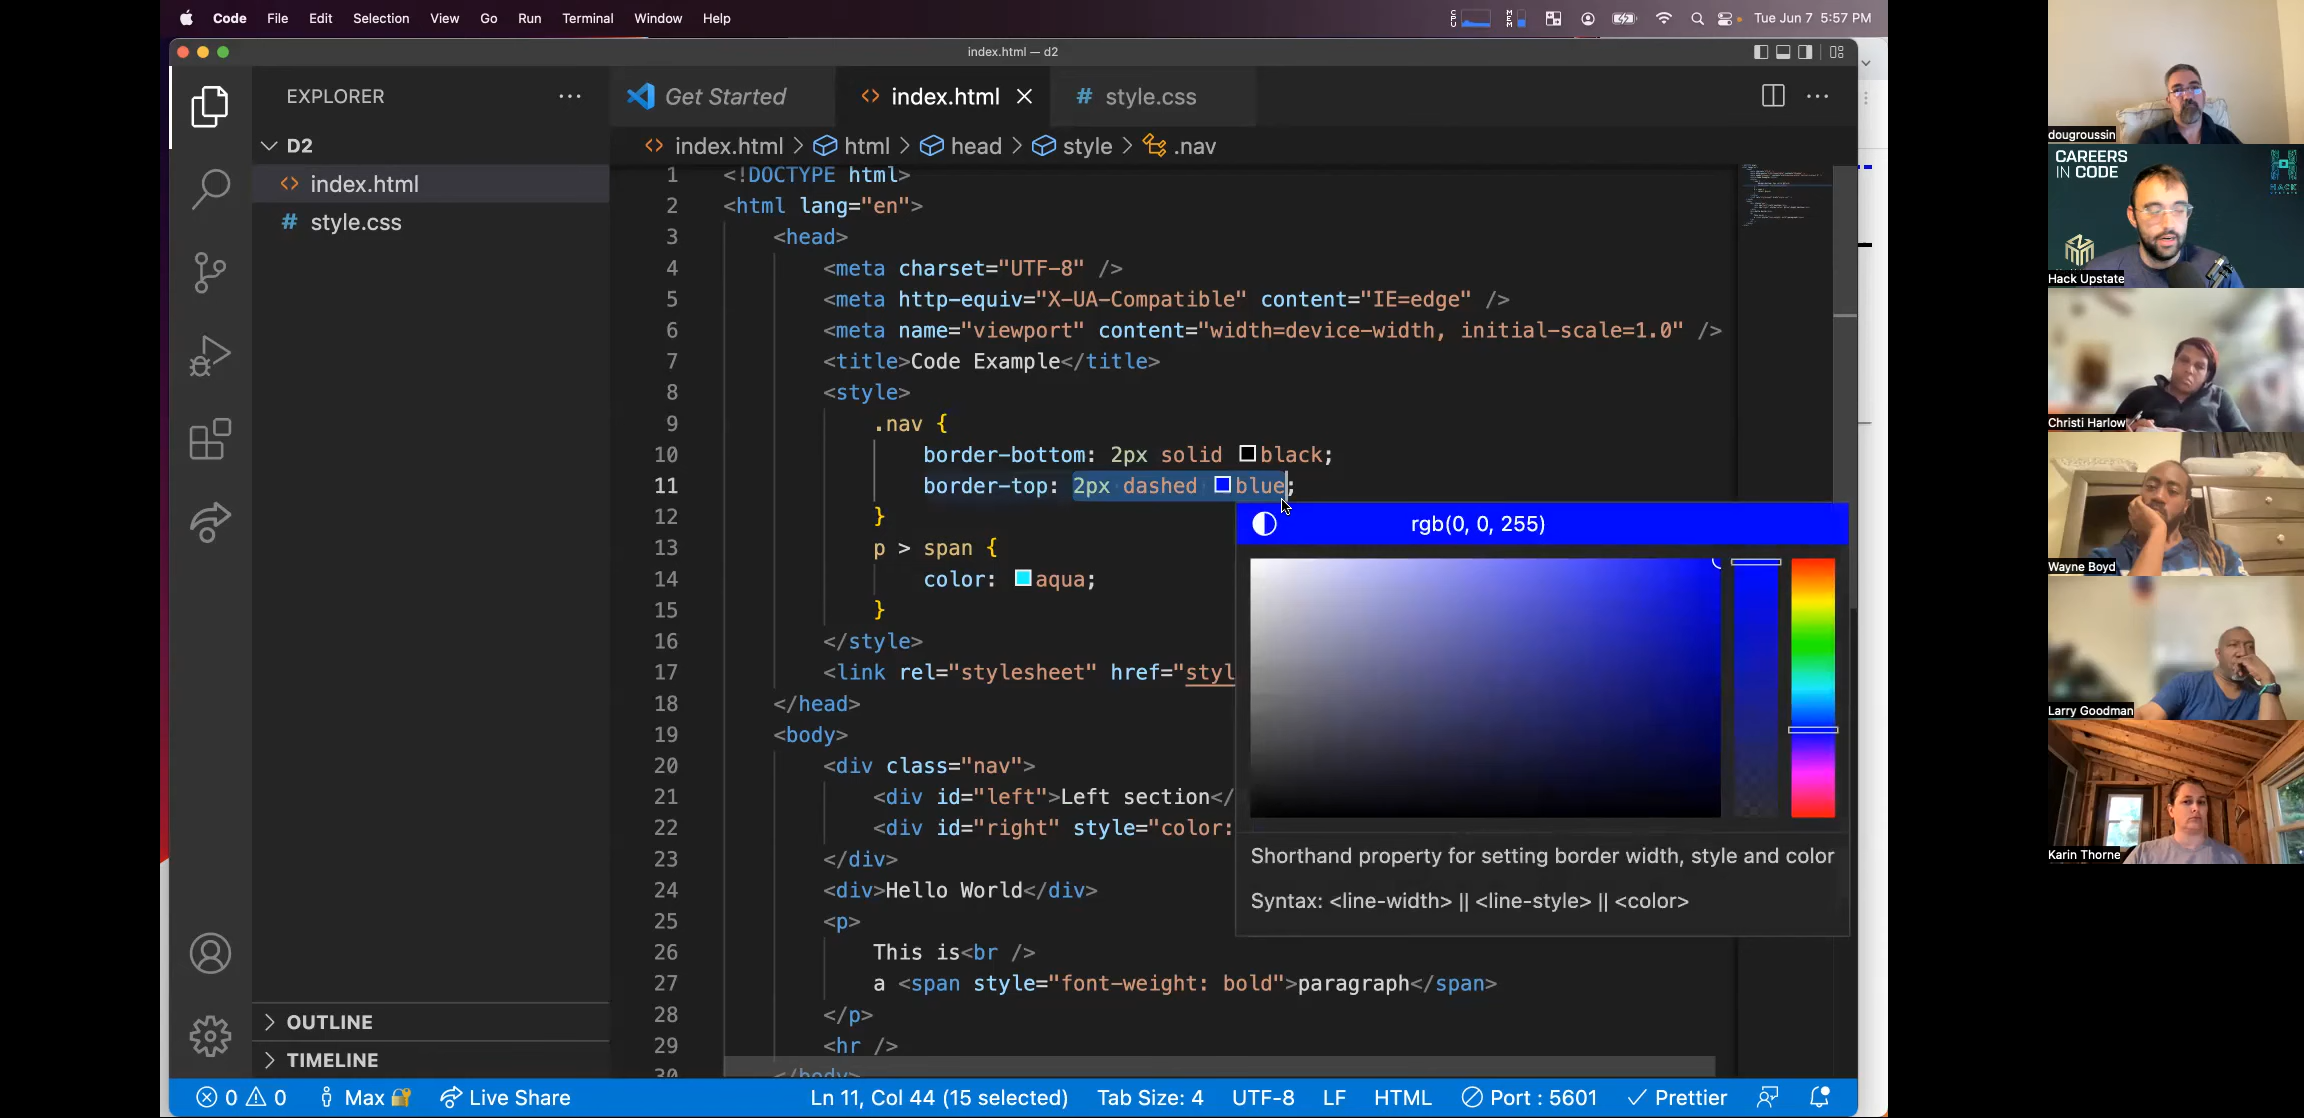 Code File Edit Selection View Go Run Terminal Window Help
CPU MEM Tue Jun 7 5:57 PM
index.html — d2
EXPLORER
Get Started
index.html
style.css
D2
index.html > html > head > style > .nav
index.html
style.css
1 <!DOCTYPE html>
2 <html lang="en">
3 <head>
4 <meta charset="UTF-8" />
5 <meta http-equiv="X-UA-Compatible" content="IE=edge" />
6 <meta name="viewport" content="width=device-width, initial-scale=1.0" />
7 <title>Code Example</title>
8 <style>
9 .nav {
10 border-bottom: 2px solid black;
11 border-top: 2px dashed blue;
12 }
13 p > span {
14 color: aqua;
15 }
16 </style>
17 <link rel="stylesheet" href="styl
18 </head>
19 <body>
20 <div class="nav">
21 <div id="left">Left section</
22 <div id="right" style="color:
23 </div>
24 <div>Hello World</div>
25 <p>
26 This is<br />
27 a <span style="font-weight: bold">paragraph</span>
28 </p>
29 <hr />
30 </body>
rgb(0, 0, 255)
Shorthand property for setting border width, style and color
Syntax: <line-width> || <line-style> || <color>
OUTLINE
TIMELINE
0 0 Max Live Share
Ln 11, Col 44 (15 selected) Tab Size: 4 UTF-8 LF HTML Port : 5601 Prettier
dougroussin
CAREERS
IN CODE
HACK
UPSTATE
Hack Upstate
Christi Harlow
Wayne Boyd
Larry Goodman
Karin Thorne